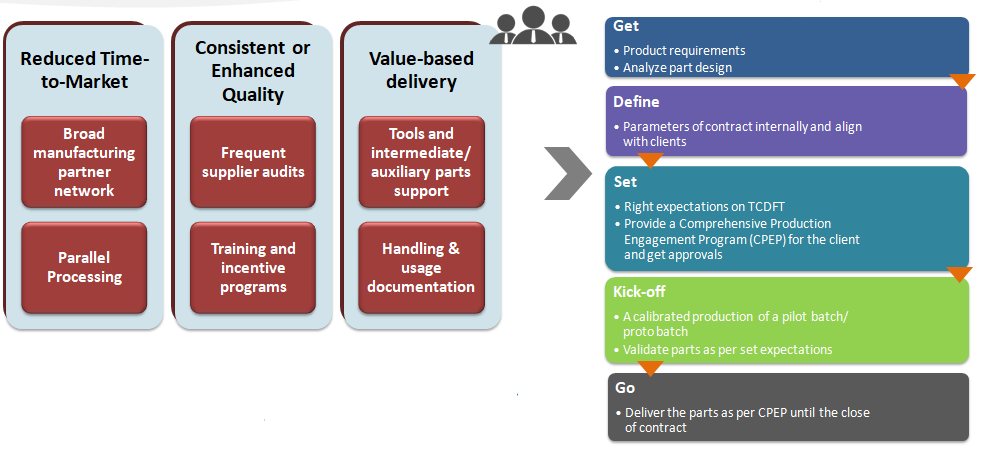 Reduced Time-
to-Market
Broad
manufacturing
partner
network
Parallel
Processing
Consistent or
Enhanced
Quality
Frequent
supplier audits
Training and
incentive
programs
Value-based
delivery
Tools and
intermediate/
auxiliary parts
support
Handling &
usage
documentation
Get
• Product requirements
• Analyze part design
Define
• Parameters of contract internally and align
with clients
Set
• Right expectations on TCDFT
• Provide a Comprehensive Production
Engagement Program (CPEP) for the client
and get approvals
Kick-off
• A calibrated production of a pilot batch/
proto batch
• Validate parts as per set expectations
Go
• Deliver the parts as per CPEP until the close
of contract